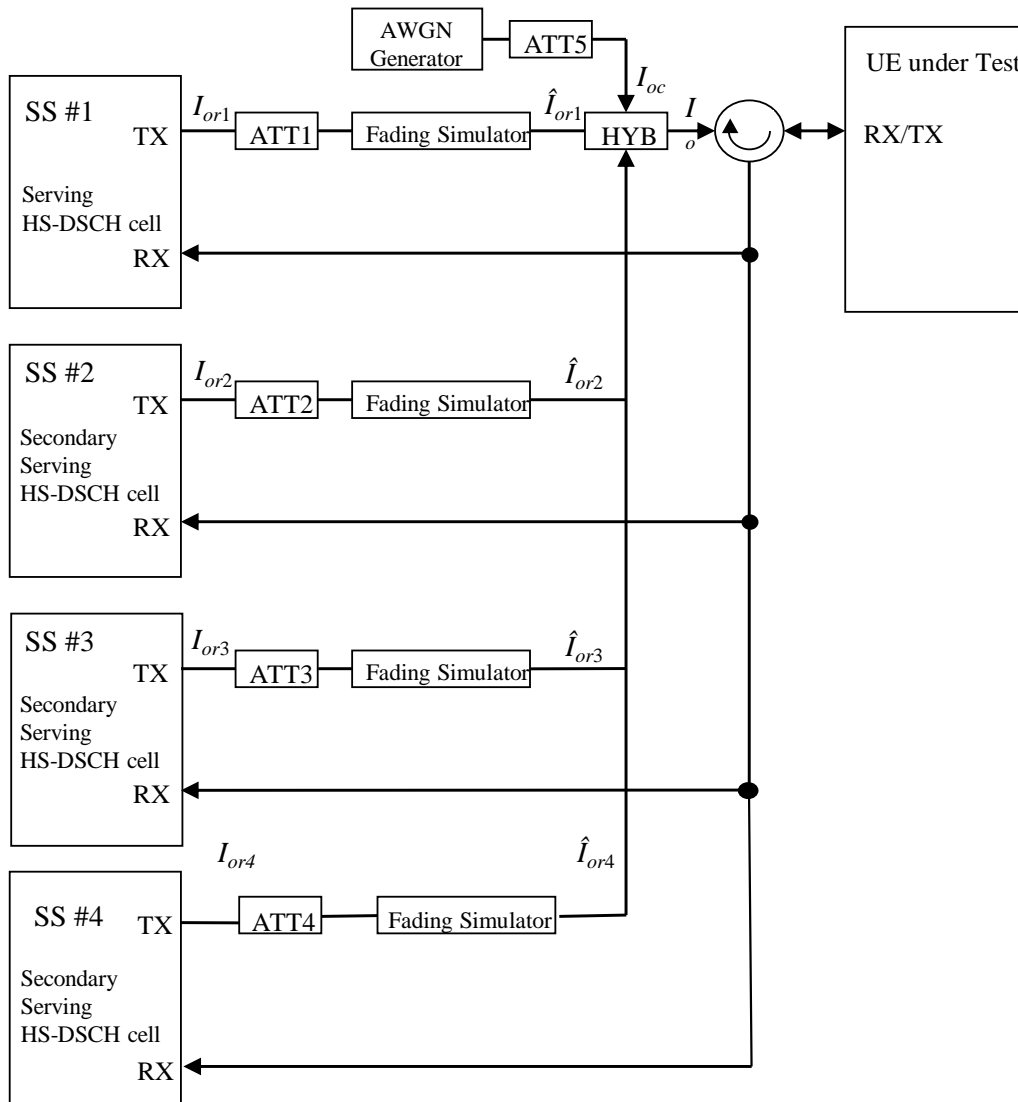 AWGN
Generator
ATT5
UE under Test
I_oc
SS #1
I_or1
Î_or1
I_o
TX
ATT1
Fading Simulator
HYB
RX/TX
Serving
HS-DSCH cell
RX
SS #2
I_or2
Î_or2
TX
ATT2
Fading Simulator
Secondary
Serving
HS-DSCH cell
RX
SS #3
I_or3
Î_or3
TX
ATT3
Fading Simulator
Secondary
Serving
HS-DSCH cell
RX
I_or4
Î_or4
SS #4
TX
ATT4
Fading Simulator
Secondary
Serving
HS-DSCH cell
RX